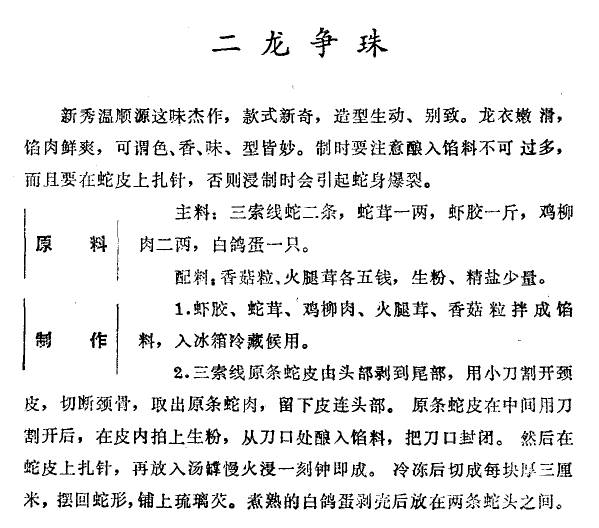 二龙争珠
新秀温顺源这味杰作，款式新奇，造型生动、别致。龙衣嫩滑，
馅肉鲜爽，可谓色、香、味、型皆妙。制时要注意酿入馅料不可过多，
而且要在蛇皮上扎针，否则浸制时会引起蛇身爆裂。
主料：三索线蛇二条，蛇茸一两，虾胶一斤，鸡柳
原料
肉二两，白鸽蛋一只。
配料：香菇粒、火腿茸各五钱，生粉、精盐少量。
1.虾胶、蛇茸、鸡柳肉、火腿茸、香菇粒拌成馅
制作
料，入冰箱冷藏候用。
2.三索线原条蛇皮由头部剥到尾部，用小刀割开颈
皮，切断颈骨，取出原条蛇肉，留下皮连头部。原条蛇皮在中间用刀
割开后，在皮内拍上生粉，从刀口处酿入馅料，把刀口封闭。然后在
蛇皮上扎针，再放入汤罉慢火浸一刻钟即成。冷冻后切成每块厚三厘
米，摆回蛇形，铺上琉璃芡。煮熟的白鸽蛋剥壳后放在两条蛇头之间。